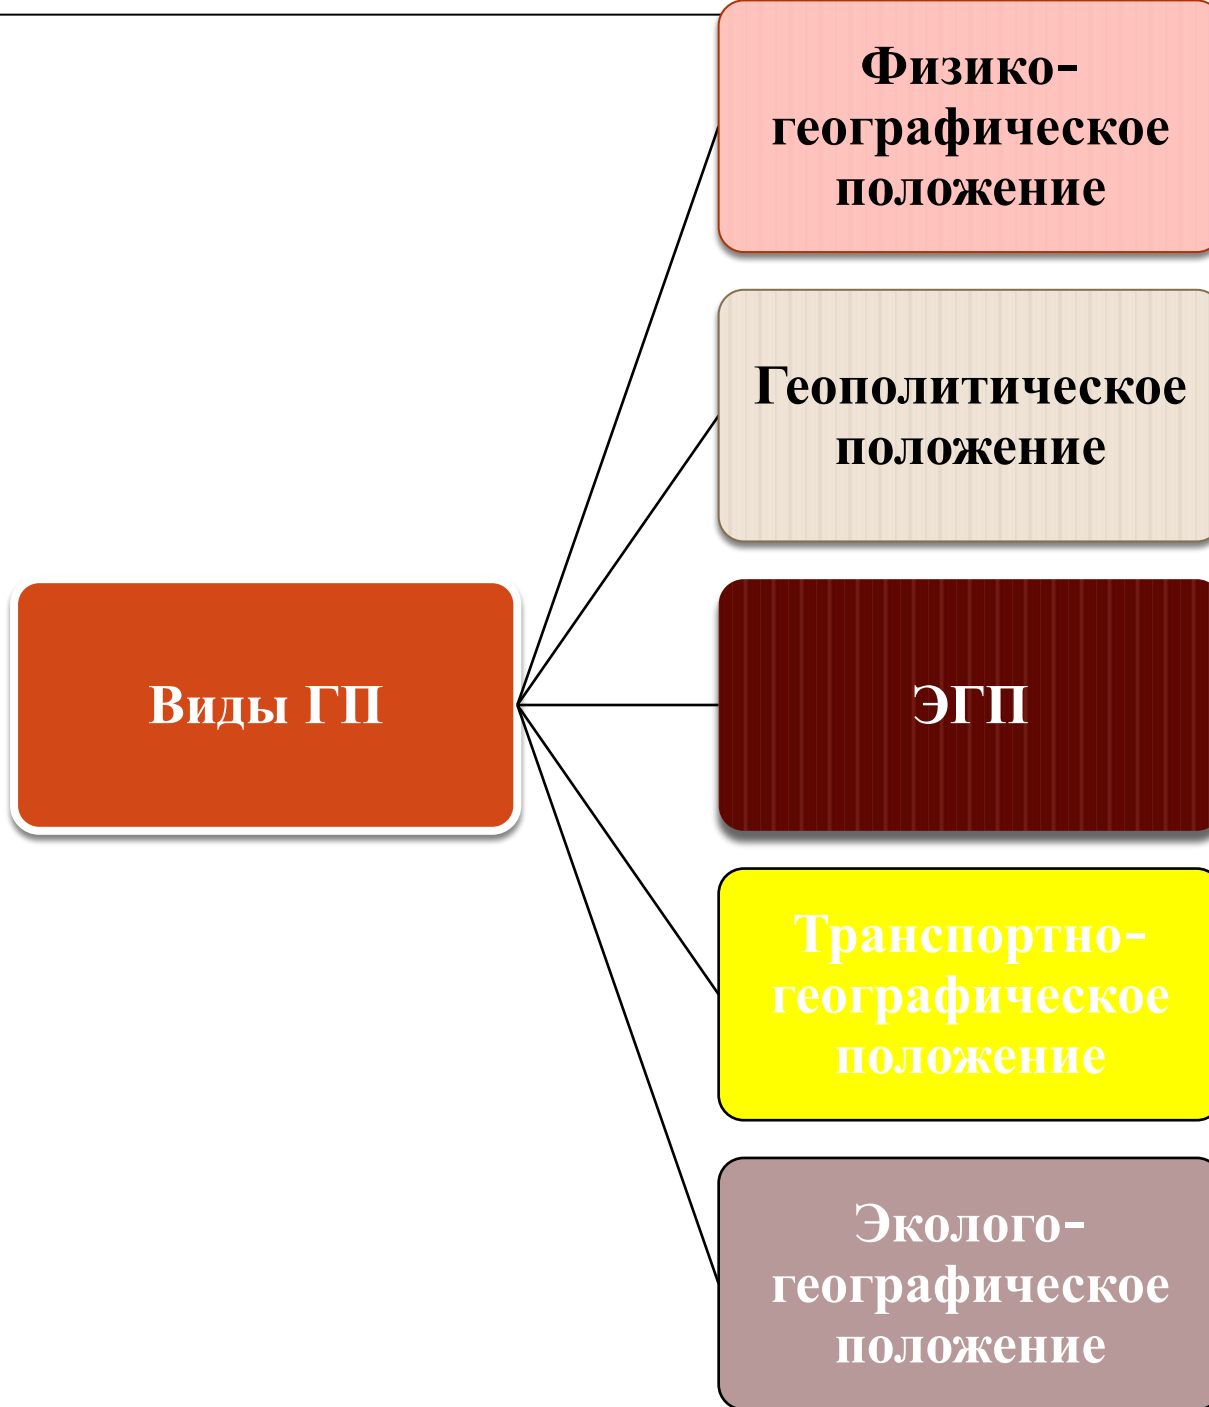 Физико-
географическое
положение
Геополитическое
положение
Виды ГП
ЭГП
Транспортно-
географическое
положение
Эколого-
географическое
положение